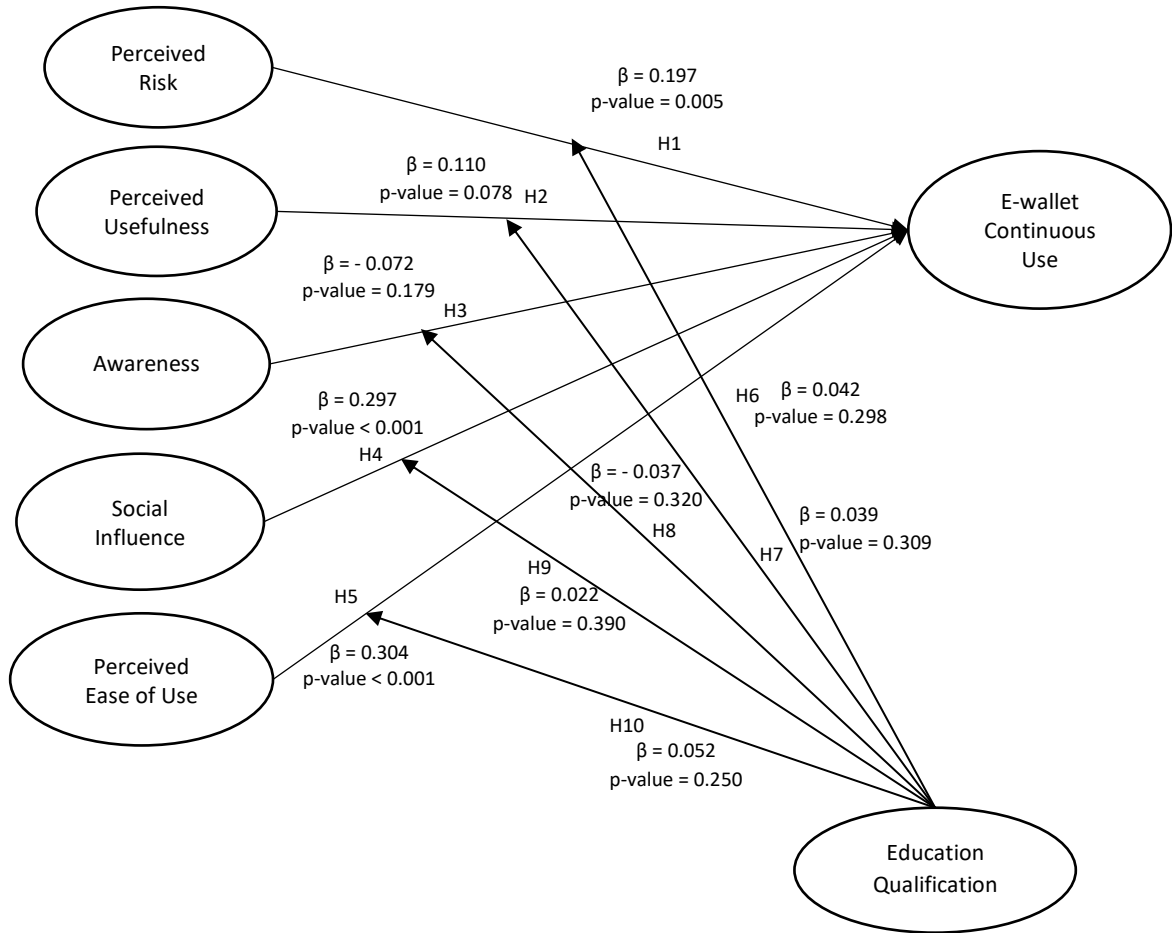 Perceived
Risk
β = 0.197
p-value = 0.005
H1
Perceived
Usefulness
β = 0.110
p-value = 0.078
H2
E-wallet
Continuous
Use
β = - 0.072
p-value = 0.179
H3
Awareness
β = 0.297
p-value < 0.001
H4
H6
β = 0.042
p-value = 0.298
Social
Influence
β = - 0.037
p-value = 0.320
H8
β = 0.039
p-value = 0.309
H7
H9
β = 0.022
p-value = 0.390
H5
β = 0.304
p-value < 0.001
Perceived
Ease of Use
H10
β = 0.052
p-value = 0.250
Education
Qualification